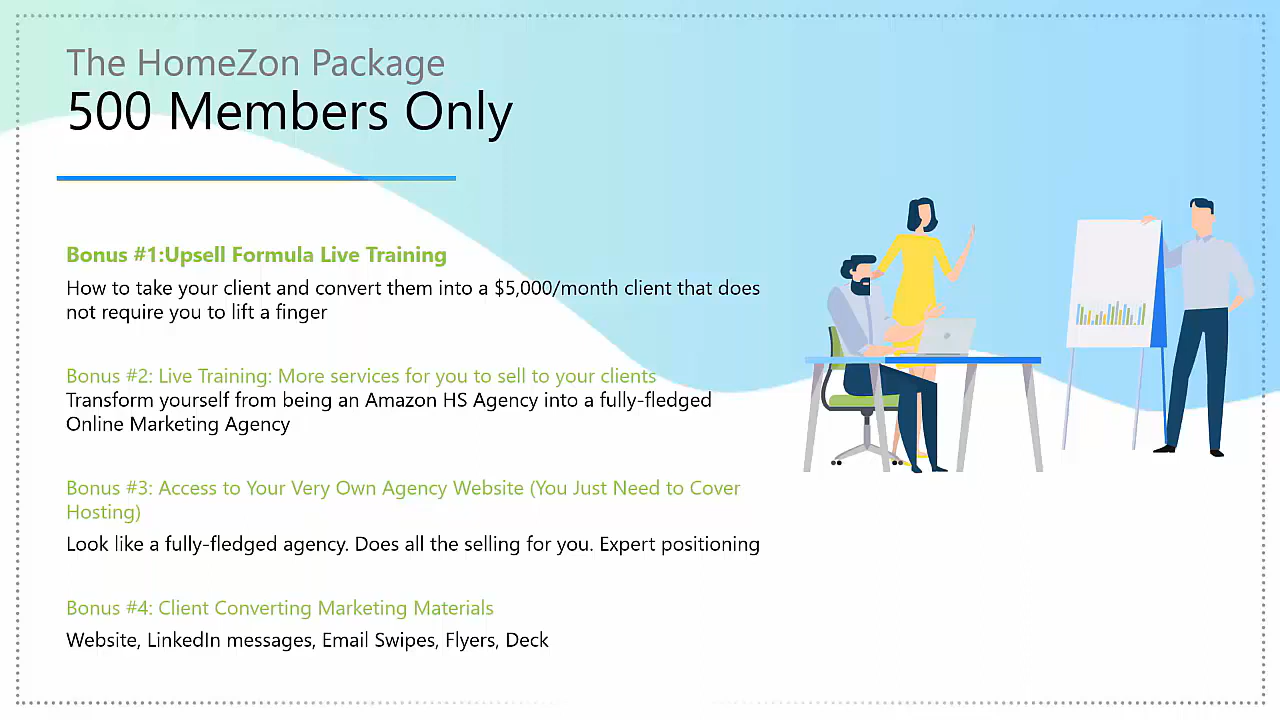 The HomeZon Package
500 Members Only
Bonus #1:Upsell Formula Live Training
How to take your client and convert them into a $5,000/month client that does
not require you to lift a finger
Bonus #2: Live Training: More services for you to sell to your clients
Transform yourself from being an Amazon HS Agency into a fully-fledged
Online Marketing Agency
Bonus #3: Access to Your Very Own Agency Website (You Just Need to Cover
Hosting)
Look like a fully-fledged agency. Does all the selling for you. Expert positioning
Bonus #4: Client Converting Marketing Materials
Website, LinkedIn messages, Email Swipes, Flyers, Deck